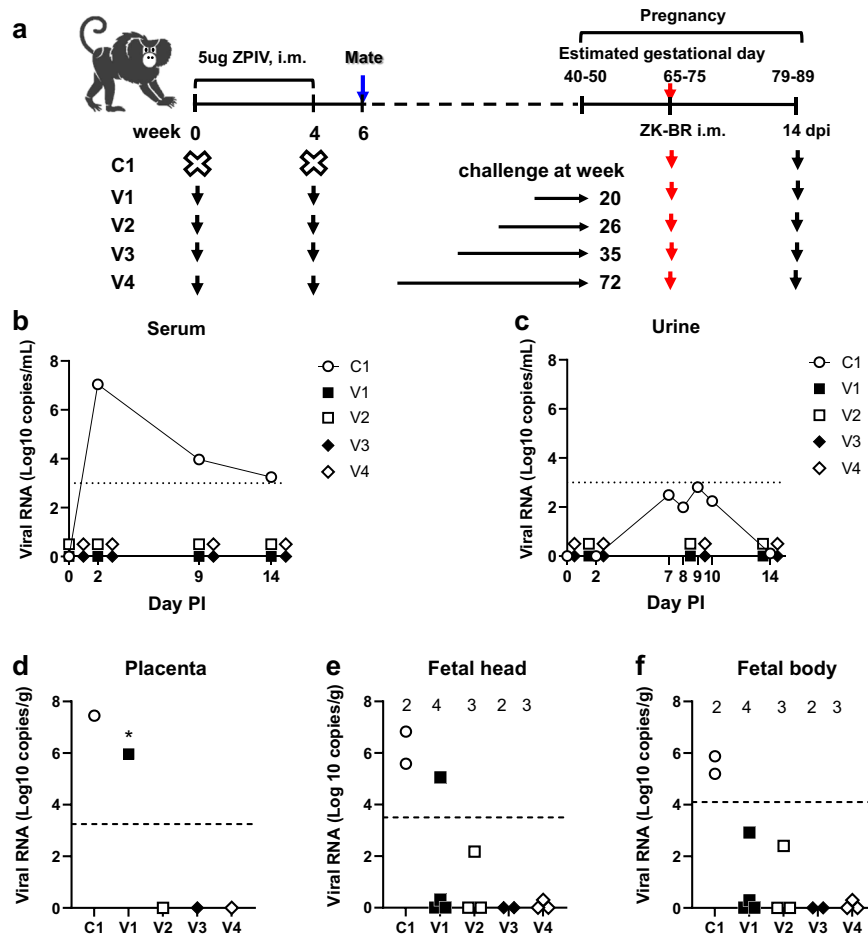 a
Pregnancy
5ug ZPIV, i.m.
Mate
Estimated gestational day
40-50 65-75 79-89
week 0 4 6
ZK-BR i.m. 14 dpi
C1
challenge at week
V1 20
V2 26
V3 35
V4 72
b Serum
Viral RNA (Log10 copies/mL)
8
6
4
2
0
0 2 9 14
Day PI
C1
V1
V2
V3
V4
c Urine
Viral RNA (Log10 copies/mL)
8
6
4
2
0
0 2 7 8 9 10 14
Day PI
C1
V1
V2
V3
V4
d Placenta
Viral RNA (Log10 copies/g)
8
6
4
2
0
*
C1 V1 V2 V3 V4
e Fetal head
Viral RNA (Log 10 copies/g)
8
6
4
2
0
2 4 3 2 3
C1 V1 V2 V3 V4
f Fetal body
Viral RNA (Log10 copies/g)
8
6
4
2
0
2 4 3 2 3
C1 V1 V2 V3 V4